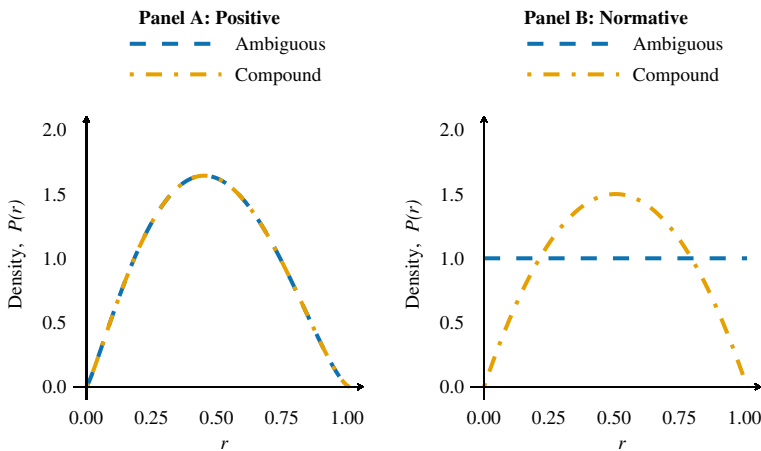 Panel A: Positive
Ambiguous
Compound
2.0
1.5
1.0
0.5
0.0
Density, P(r)
0.00 0.25 0.50 0.75 1.00
r
Panel B: Normative
Ambiguous
Compound
2.0
1.5
1.0
0.5
0.0
Density, P(r)
0.00 0.25 0.50 0.75 1.00
r